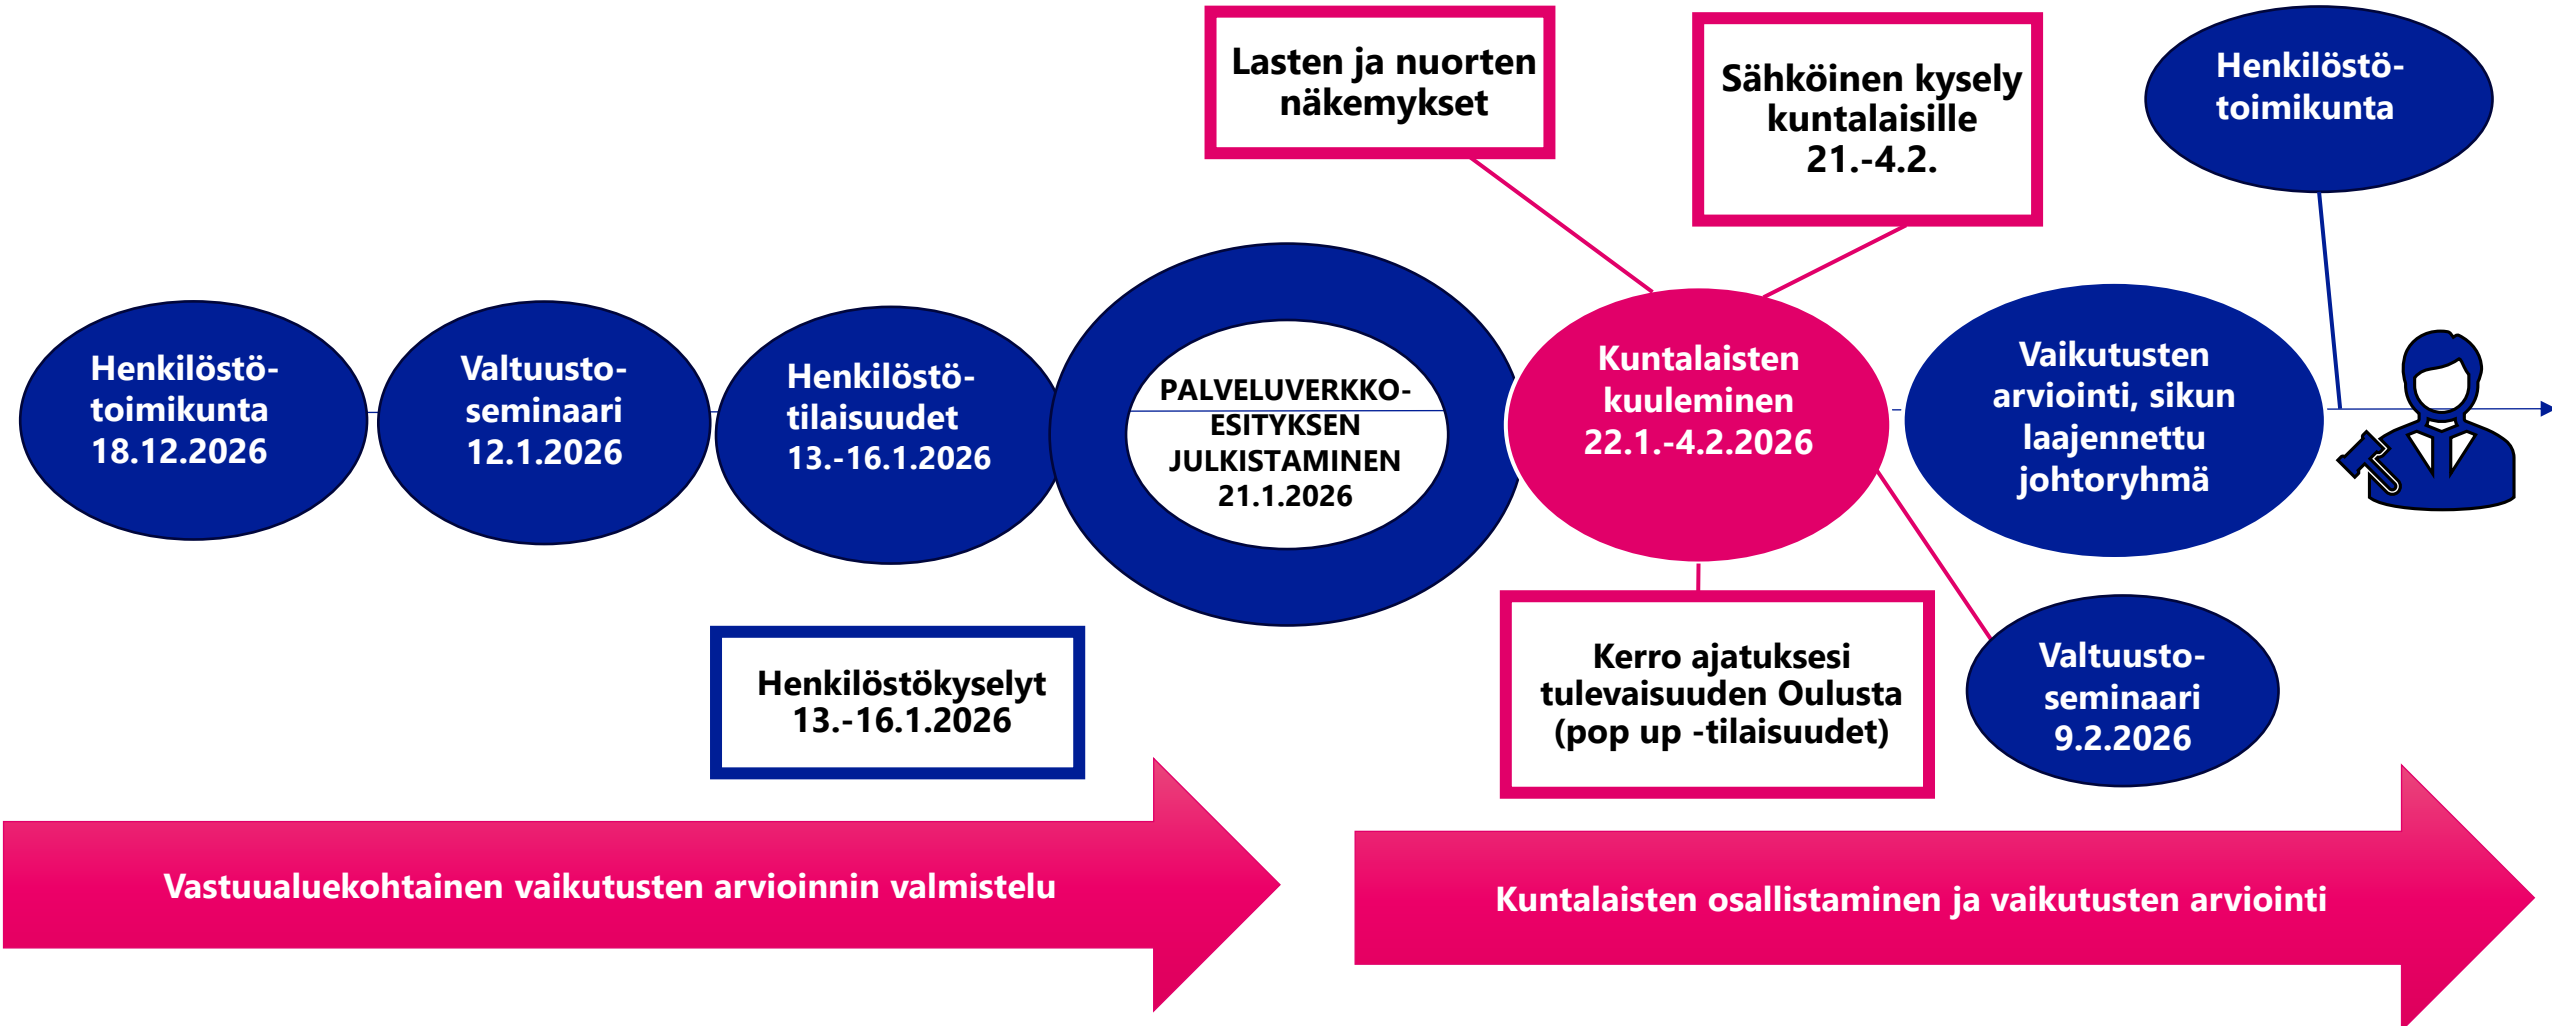 Lasten ja nuorten
näkemykset
Sähköinen kysely
kuntalaisille
21.-4.2.
Henkilöstö-
toimikunta
Henkilöstö-
toimikunta
18.12.2026
Valtuusto-
seminaari
12.1.2026
Henkilöstö-
tilaisuudet
13.-16.1.2026
PALVELUVERKKO-
ESITYKSEN
JULKISTAMINEN
21.1.2026
Kuntalaisten
kuuleminen
22.1.-4.2.2026
Vaikutusten
arviointi, sikun
laajennettu
johtoryhmä
Henkilöstökyselyt
13.-16.1.2026
Kerro ajatuksesi
tulevaisuuden Oulusta
(pop up -tilaisuudet)
Valtuusto-
seminaari
9.2.2026
Vastuualuekohtainen vaikutusten arvioinnin valmistelu
Kuntalaisten osallistaminen ja vaikutusten arviointi